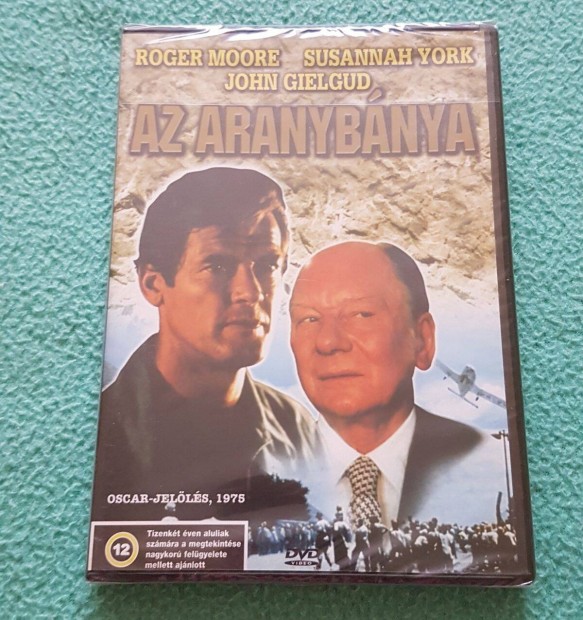 ROGER MOORE SUSANNAH YORK
JOHN GIELGUD
AZ ARANYBÁNYA
OSCAR-JELÖLÉS, 1975
12
Tizenkét éven aluliak
számára a megtekintése
nagykorú felügyelete
mellett ajánlott
DVD
VIDEO